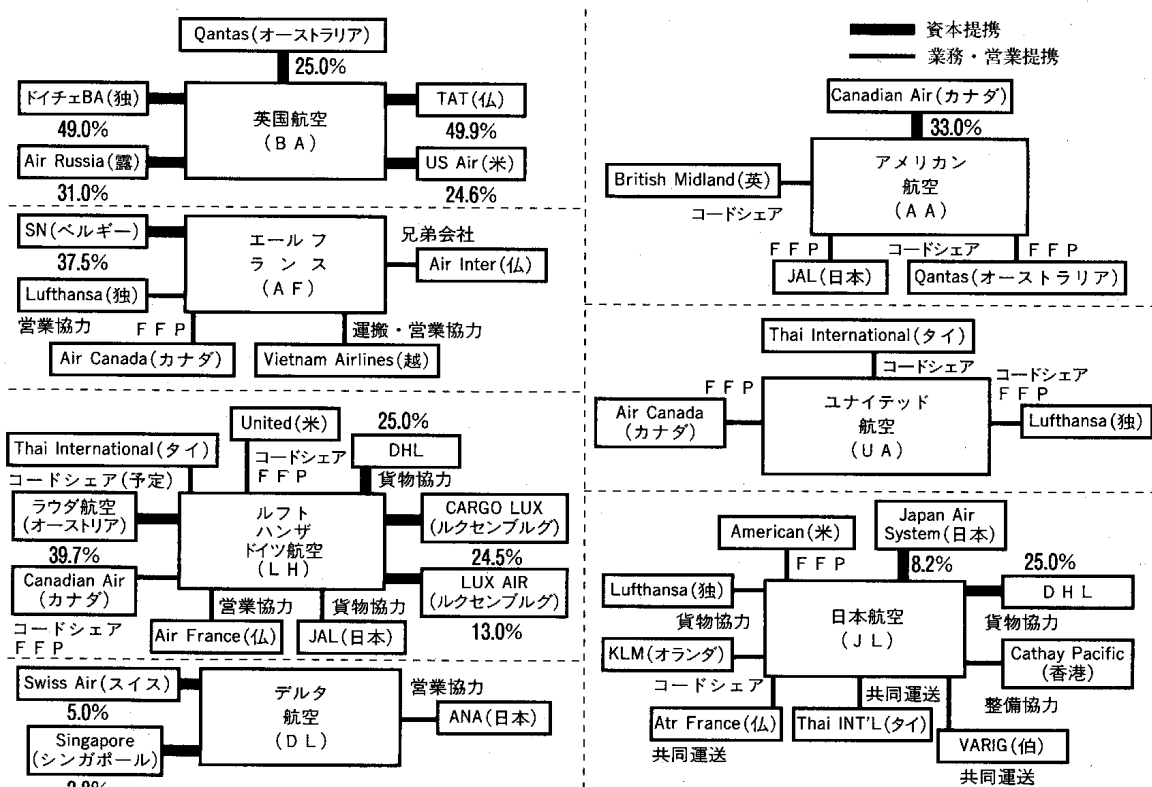 Qantas(オーストラリア)
25.0%
ドイチェBA(独)
49.0%
英国航空
(BA)
TAT(仏)
49.9%
Air Russia(露)
31.0%
US Air(米)
24.6%
SN(ベルギー)
37.5%
エールフ
ランス
(AF)
兄弟会社
Air Inter(仏)
Lufthansa(独)
営業協力
FFP
運搬・営業協力
Air Canada(カナダ)
Vietnam Airlines(越)
Thai International(タイ)
コードシェア(予定)
United(米)
コードシェア
FFP
25.0%
DHL
貨物協力
ラウダ航空
(オーストリア)
39.7%
ルフト
ハンザ
ドイツ航空
(LH)
CARGO LUX
(ルクセンブルグ)
24.5%
Canadian Air
(カナダ)
コードシェア
FFP
LUX AIR
(ルクセンブルグ)
13.0%
営業協力
Air France(仏)
貨物協力
JAL(日本)
Swiss Air(スイス)
5.0%
デルタ
航空
(DL)
営業協力
ANA(日本)
Singapore
(シンガポール)
資本提携
業務・営業提携
Canadian Air(カナダ)
33.0%
British Midland(英)
コードシェア
アメリカン
航空
(AA)
FFP
コードシェア
FFP
JAL(日本)
Qantas(オーストラリア)
Thai International(タイ)
コードシェア
FFP
Air Canada
(カナダ)
ユナイテッド
航空
(UA)
コードシェア
FFP
Lufthansa(独)
American(米)
FFP
Japan Air
System(日本)
8.2%
25.0%
DHL
貨物協力
Lufthansa(独)
貨物協力
日本航空
(JL)
KLM(オランダ)
コードシェア
Cathay Pacific
(香港)
整備協力
共同運送
Atr France(仏)
共同運送
Thai INT'L(タイ)
VARIG(伯)
共同運送